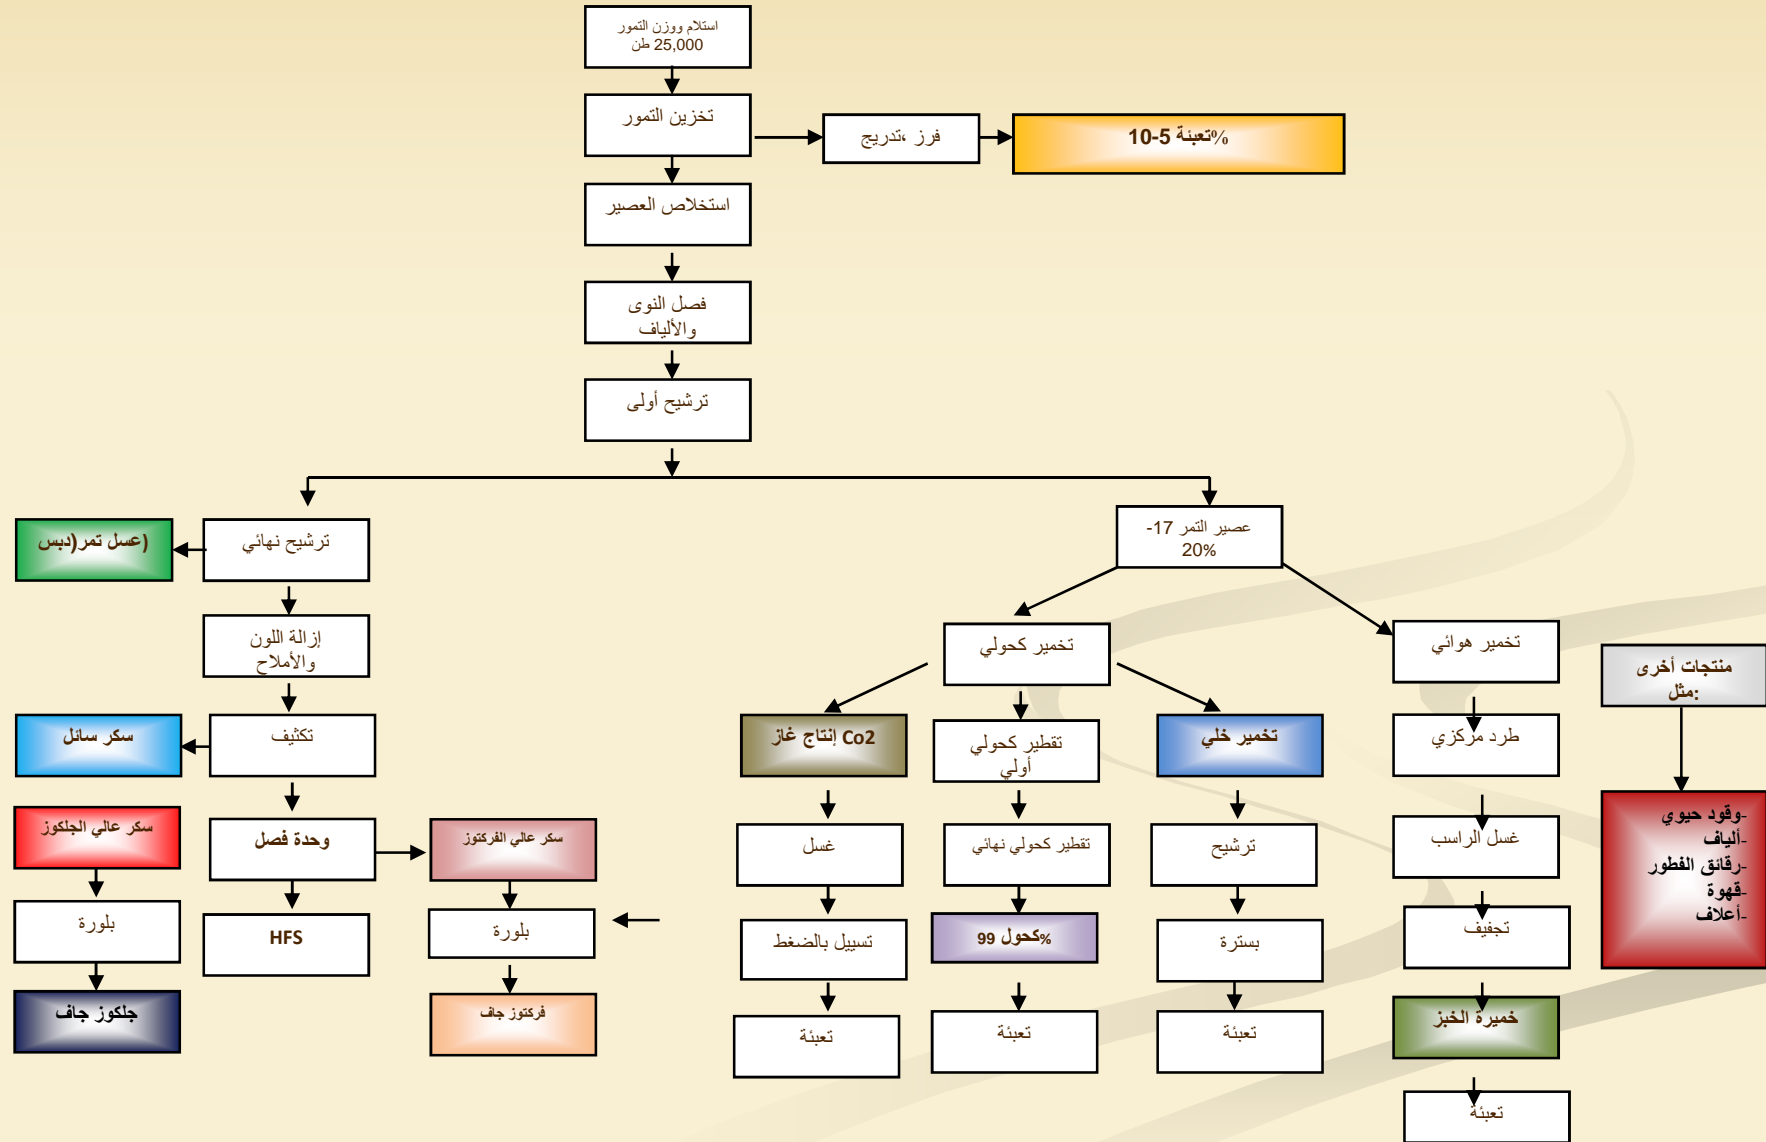 استلام ووزن التمور
25,000 طن
تخزين التمور
فرز ،تدريج
%تعبئة 5-10
استخلاص العصير
فصل النوى
والألياف
ترشيح أولى
عصير التمر 17-
20%
ترشيح نهائي
(عسل تمر(دبس
إزالة اللون
والأملاح
تكثيف
سكر سائل
وحدة فصل
سكر عالي الجلكوز
سكر عالي الفركتوز
بلورة
HFS
بلورة
جلكوز جاف
فركتوز جاف
تخمير كحولي
تخمير هوائي
إنتاج غاز Co2
تقطير كحولي
أولي
تخمير خلي
طرد مركزي
غسل
تقطير كحولي نهائي
ترشيح
غسل الراسب
تسييل بالضغط
%كحول 99
بسترة
تجفيف
خميرة الخبز
تعبئة
تعبئة
تعبئة
تعبئة
منتجات أخرى
:مثل
-وقود حيوي
-ألياف
-رقائق الفطور
-قهوة
-أعلاف